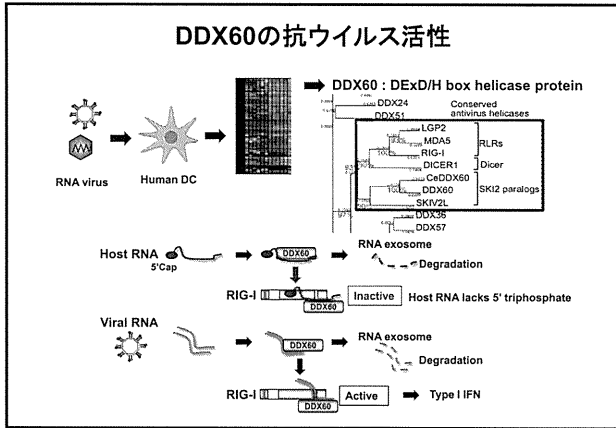 DDX60の抗ウイルス活性
DDX60 : DExD/H box helicase protein
DDX24
DDX51
Conserved
antivirus helicases
LGP2
MDA5
RIG-I
RLRs
DICER1
Dicer
CeDDX60
DDX60
SKIV2L
SKI2 paralogs
DDX36
DDX57
RNA virus
Human DC
Host RNA
5'Cap
DDX60
RNA exosome
Degradation
RIG-I
DDX60
Inactive
Host RNA lacks 5' triphosphate
Viral RNA
DDX60
RNA exosome
Degradation
RIG-I
DDX60
Active
Type I IFN